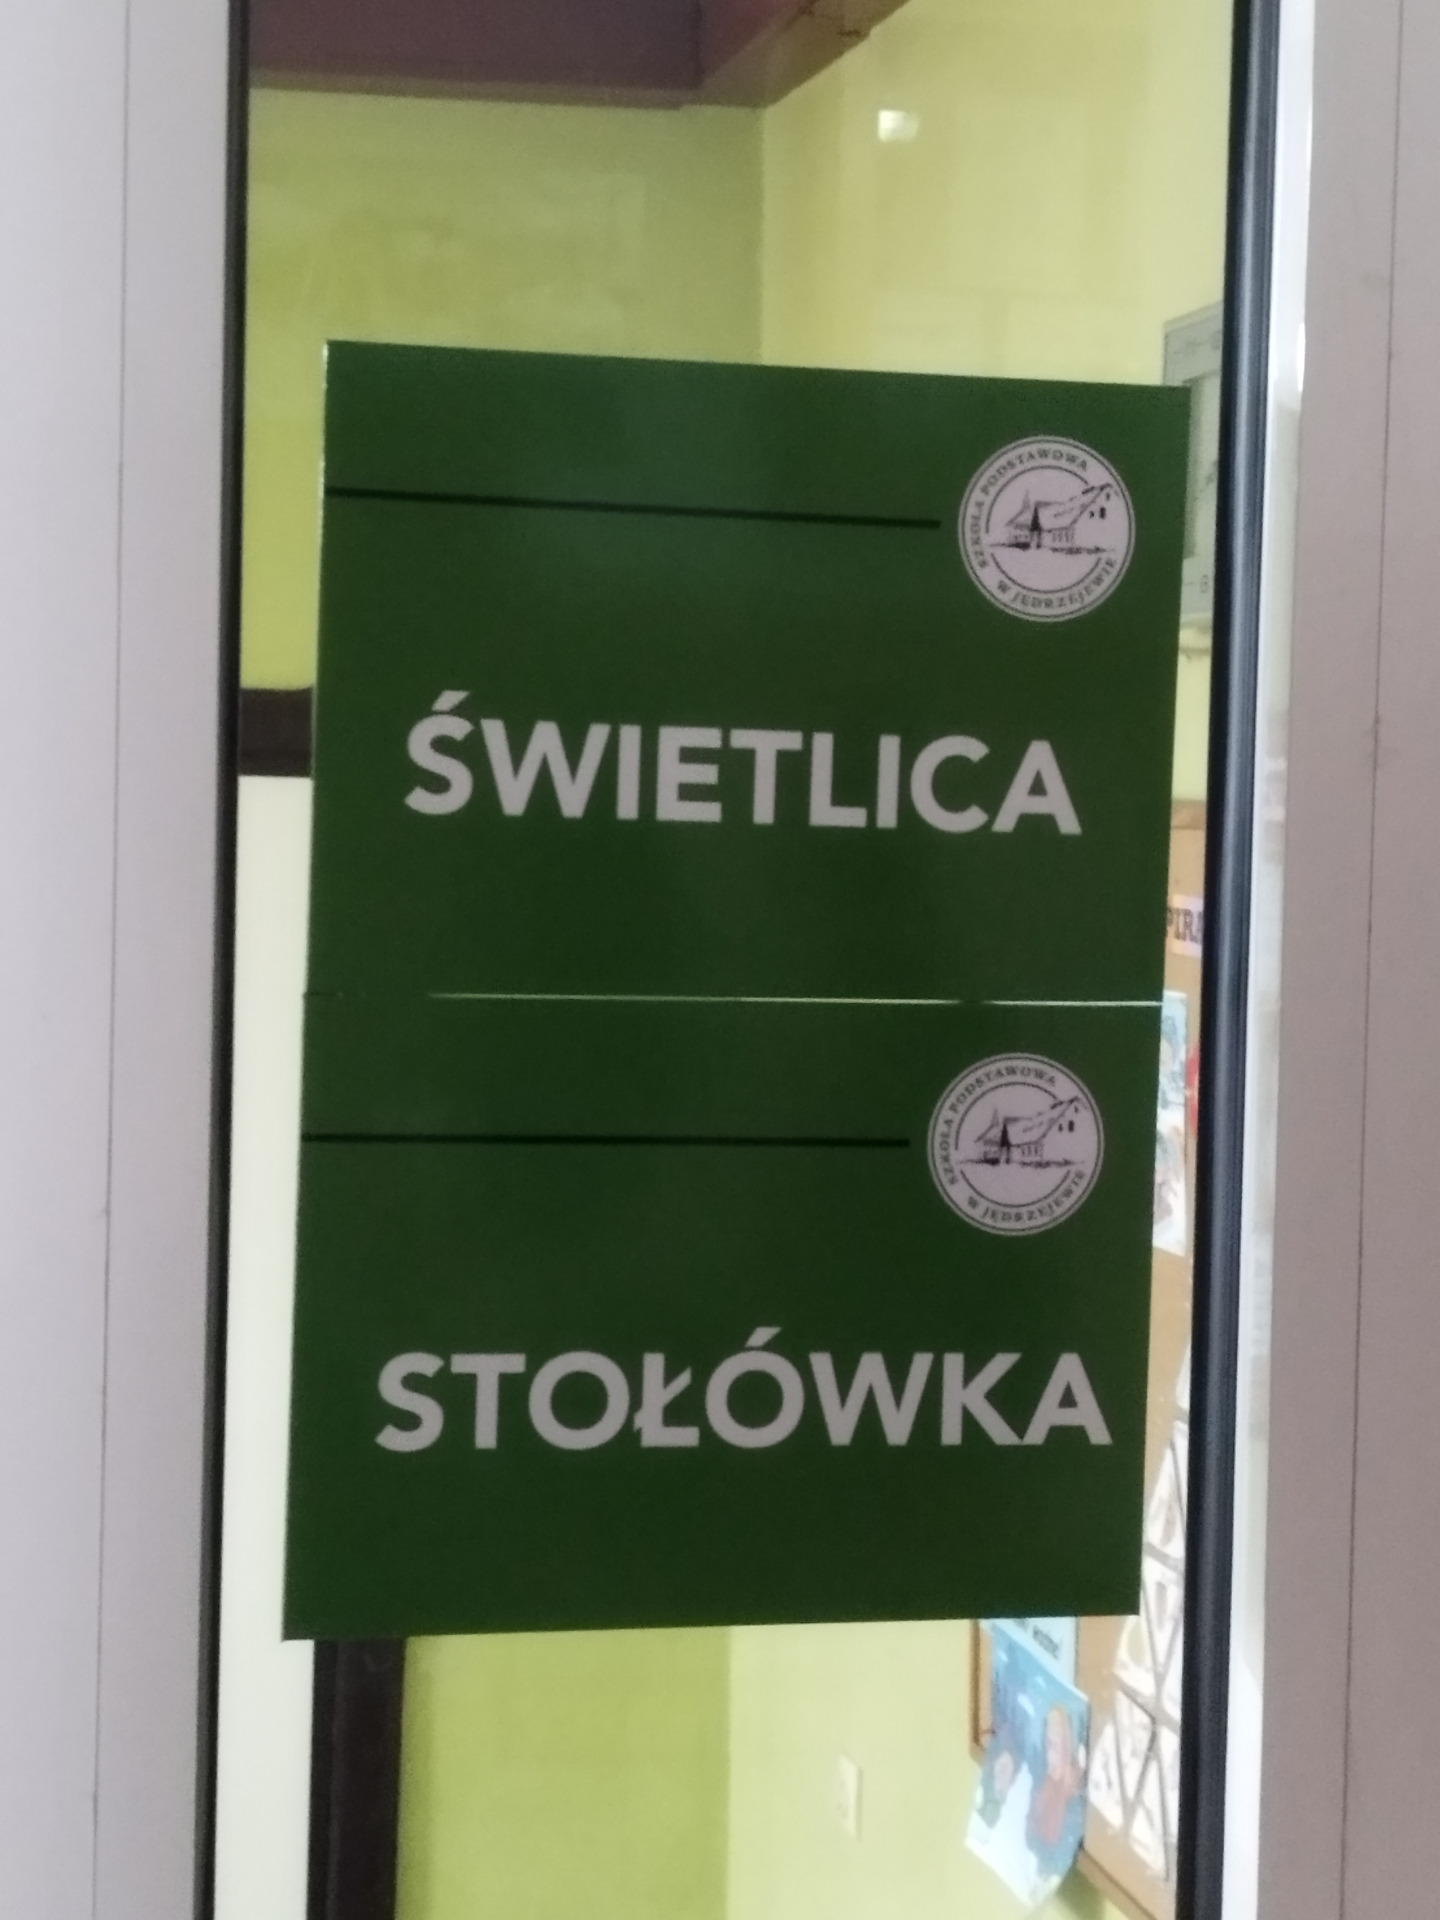 SZKOŁA PODSTAWOWA
W JĘDRZEJEWIE
ŚWIETLICA
SZKOŁA PODSTAWOWA
W JĘDRZEJEWIE
STOŁÓWKA